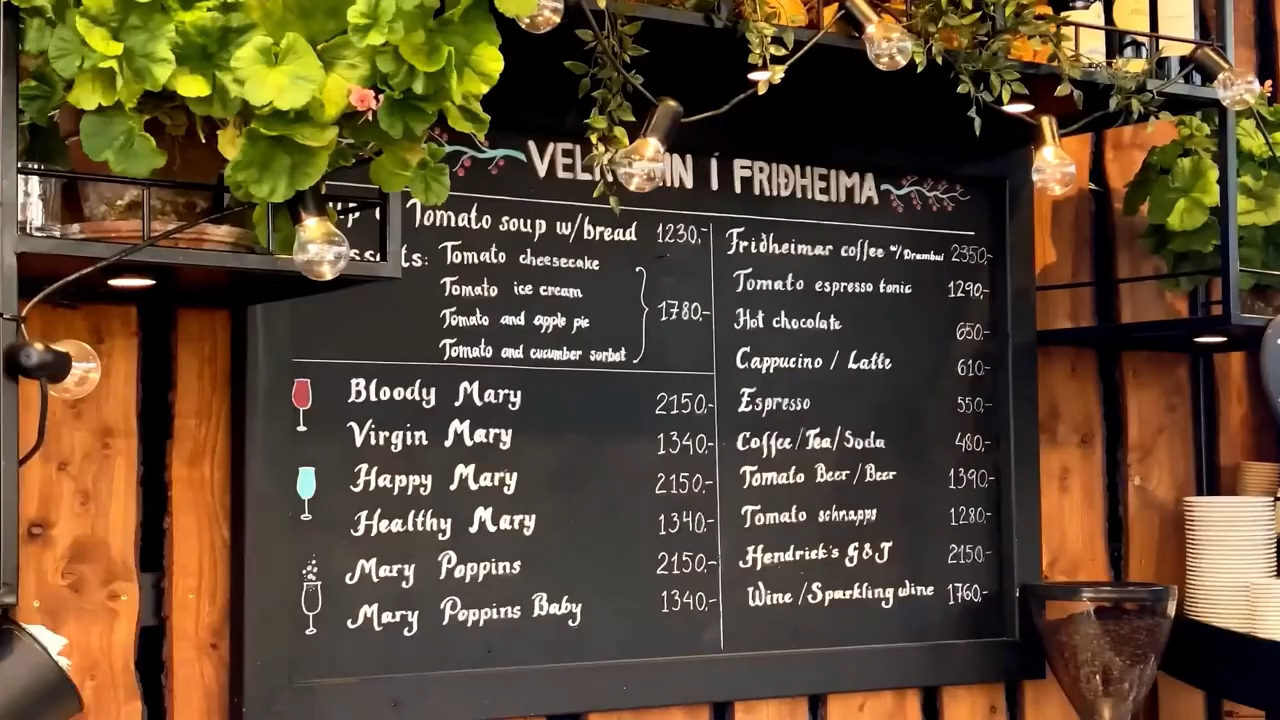 VELKOMIN Í FRIÐHEIMA
Tomato soup w/bread 1230,-
Tomato cheesecake
Tomato ice cream
Tomato and apple pie
Tomato and cucumber sorbet
1780,-
Bloody Mary 2150,-
Virgin Mary 1340,-
Happy Mary 2150,-
Healthy Mary 1340,-
Mary Poppins 2150,-
Mary Poppins Baby 1340,-
Friðheimar coffee w/Drambui 2350,-
Tomato espresso tonic 1290,-
Hot chocolate 650,-
Cappucino / Latte 610,-
Espresso 550,-
Coffee/Tea/Soda 480,-
Tomato Beer/Beer 1390,-
Tomato schnapps 1280,-
Hendrick's G&T 2150,-
Wine/Sparkling wine 1760,-